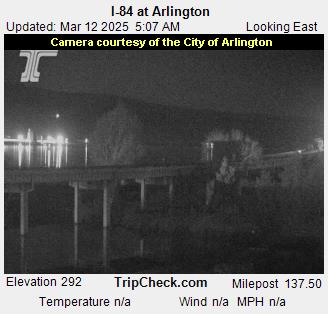 I-84 at Arlington
Updated: Mar 12 2025 5:07 AM Looking East
Camera courtesy of the City of Arlington
Elevation 292 TripCheck.com Milepost 137.50
Temperature n/a Wind n/a MPH n/a